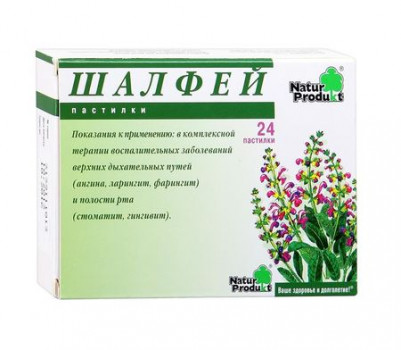 ШАЛФЕЙ
пастилки
Natur
Produkt
24
пастилки
Показания к применению: в комплексной
терапии воспалительных заболеваний
верхних дыхательных путей
(ангина, ларингит, фарингит)
и полости рта
(стоматит, гингивит).
Natur
Produkt
Ваше здоровье и долголетие!